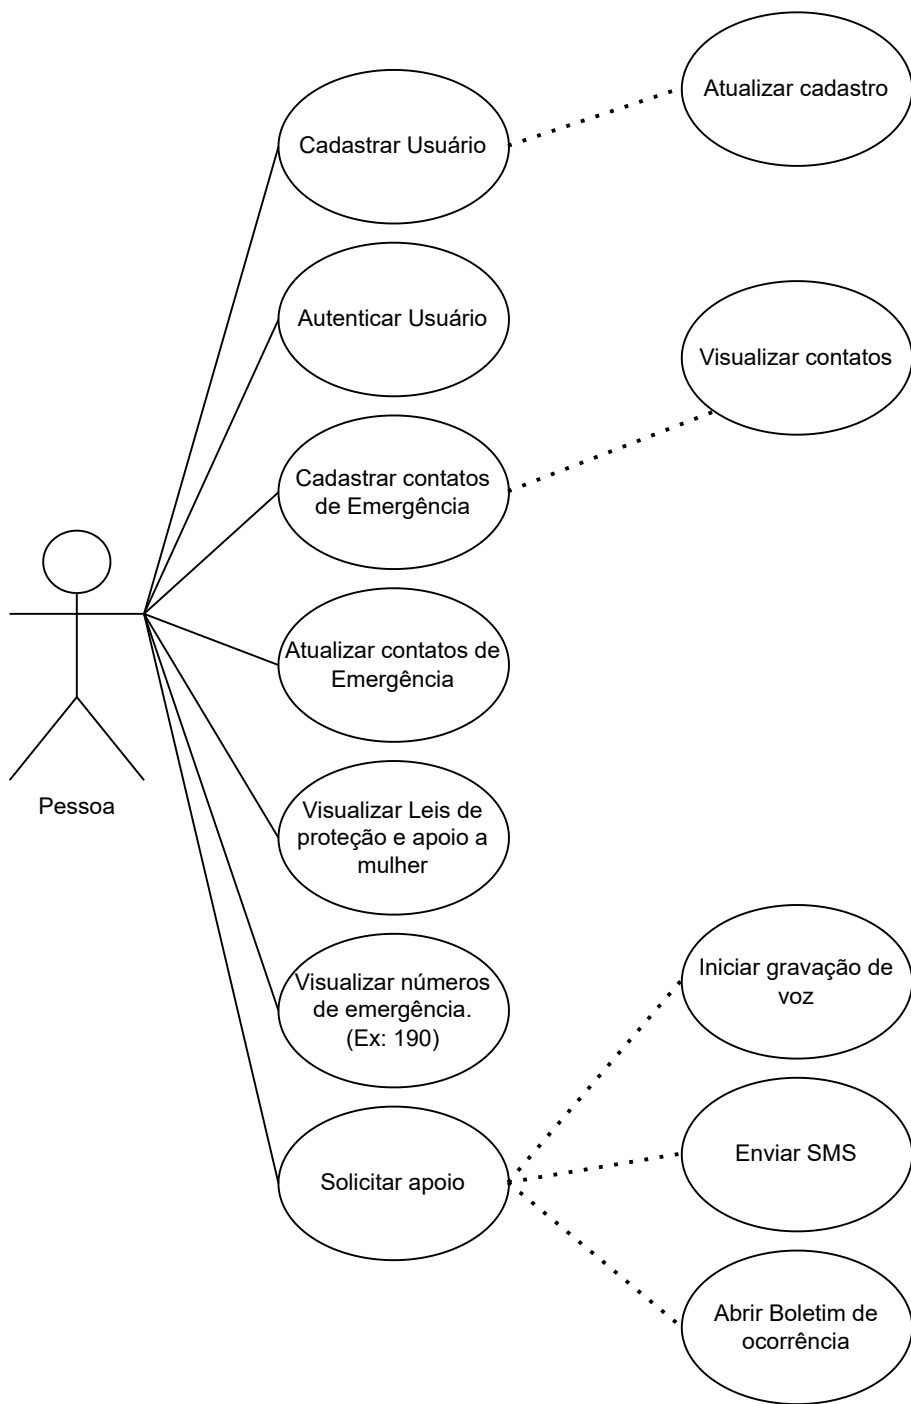 Atualizar cadastro
Cadastrar Usuário
Autenticar Usuário
Visualizar contatos
Cadastrar contatos
de Emergência
Atualizar contatos de
Emergência
Pessoa
Visualizar Leis de
proteção e apoio a
mulher
Visualizar números
de emergência.
(Ex: 190)
Iniciar gravação de
voz
Solicitar apoio
Enviar SMS
Abrir Boletim de
ocorrência